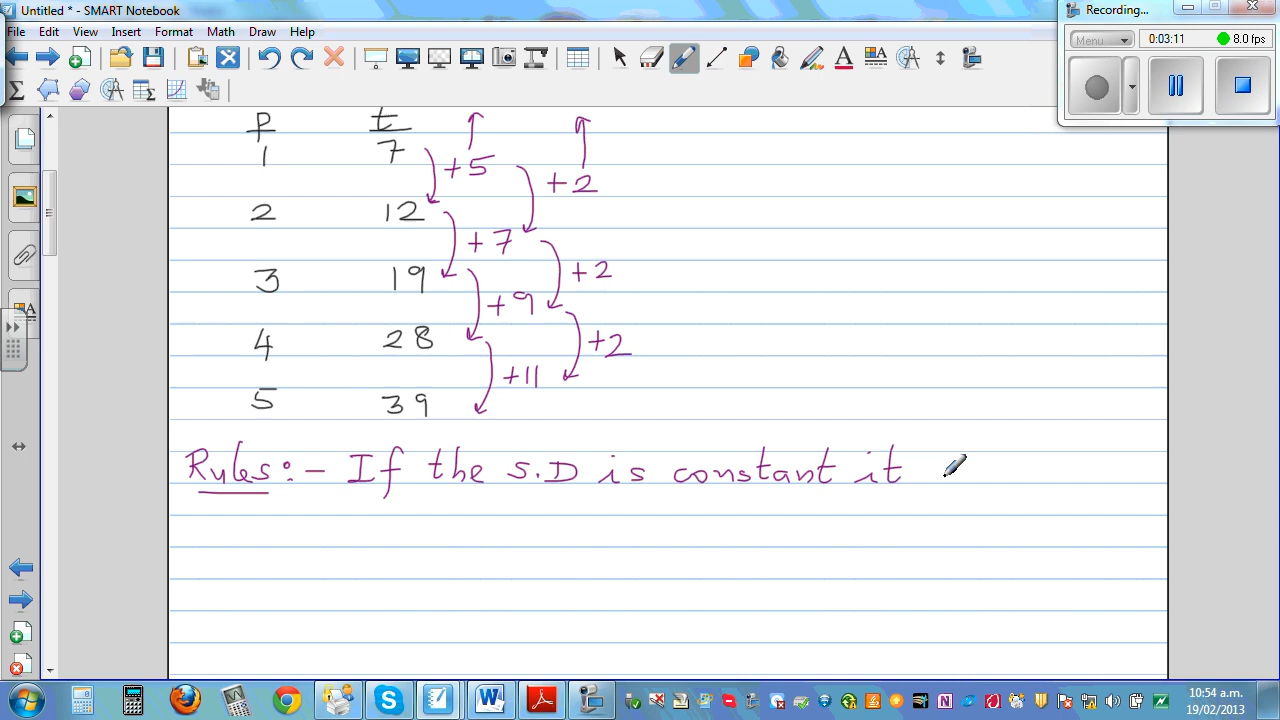 Untitled * - SMART Notebook
Recording...
File Edit View Insert Format Math Draw Help
Menu
00:03:11
8.0 fps
p t
1 7
+5
+2
2 12
+7
3 19
+2
+9
4 28
+2
+11
5 39
Rules:- If the S.D is constant it
10:54 a.m.
19/02/2013